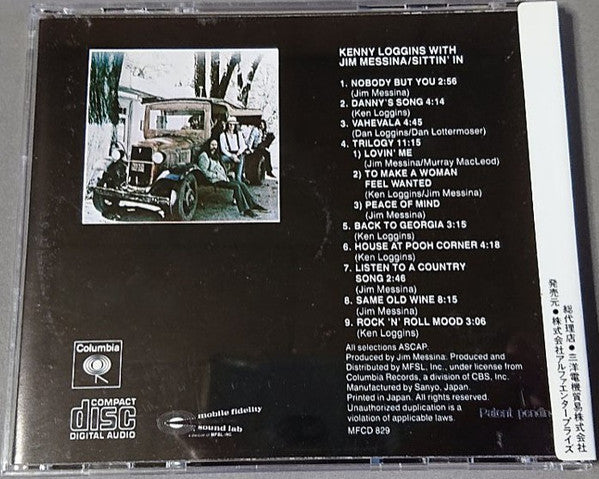 KENNY LOGGINS WITH
JIM MESSINA/SITTIN' IN
1. NOBODY BUT YOU 2:56
(Jim Messina)
2. DANNY'S SONG 4:14
(Ken Loggins)
3. VAHEVALA 4:45
(Dan Loggins/Dan Lottermoser)
4. TRILOGY 11:15
1) LOVIN' ME
(Jim Messina/Murray MacLeod)
2) TO MAKE A WOMAN
FEEL WANTED
(Ken Loggins/Jim Messina)
3) PEACE OF MIND
(Jim Messina)
5. BACK TO GEORGIA 3:15
(Ken Loggins)
6. HOUSE AT POOH CORNER 4:18
(Ken Loggins)
7. LISTEN TO A COUNTRY
SONG 2:46
(Jim Messina)
8. SAME OLD WINE 8:15
(Jim Messina)
9. ROCK 'N' ROLL MOOD 3:06
(Ken Loggins)
All selections ASCAP.
Produced by Jim Messina: Produced and
Distributed by MFSL, Inc., under license from
Columbia Records, a division of CBS, Inc.
Manufactured by Sanyo, Japan.
Printed in Japan. All rights reserved.
Unauthorized duplication is a
violation of applicable laws.
MFCD 829
Columbia
COMPACT
disc
DIGITAL AUDIO
mobile fidelity
sound lab
a division of MFSL, INC.
Patent pending
総代理店●三洋電機貿易株式会社
発売元●株式会社アルファエンタープライズ